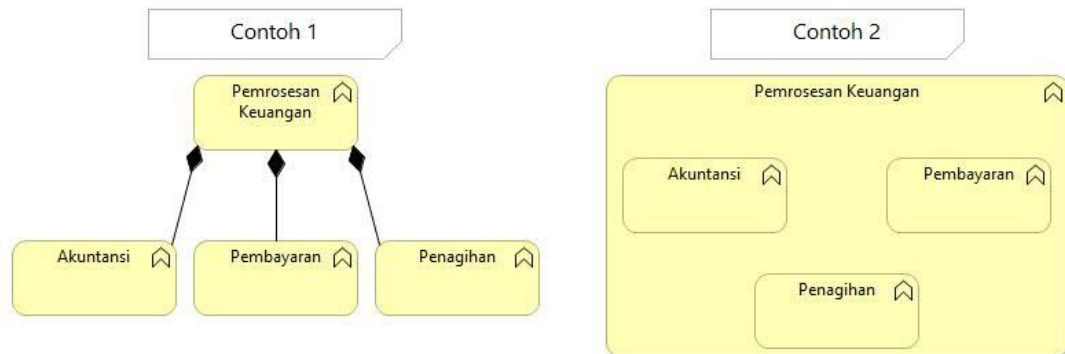 Contoh 1
Pemrosesan
Keuangan
Akuntansi
Pembayaran
Penagihan
Contoh 2
Pemrosesan Keuangan
Akuntansi
Pembayaran
Penagihan